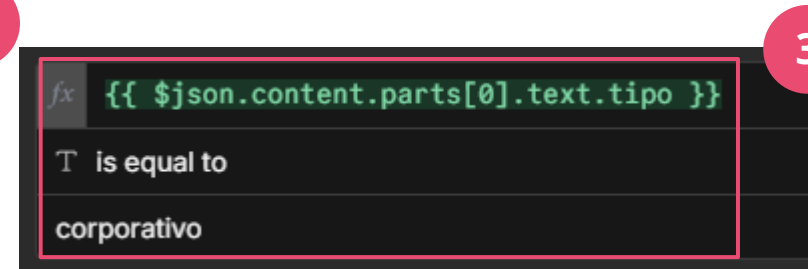 3
fx {{ $json.content.parts[0].text.tipo }}
T is equal to
corporativo